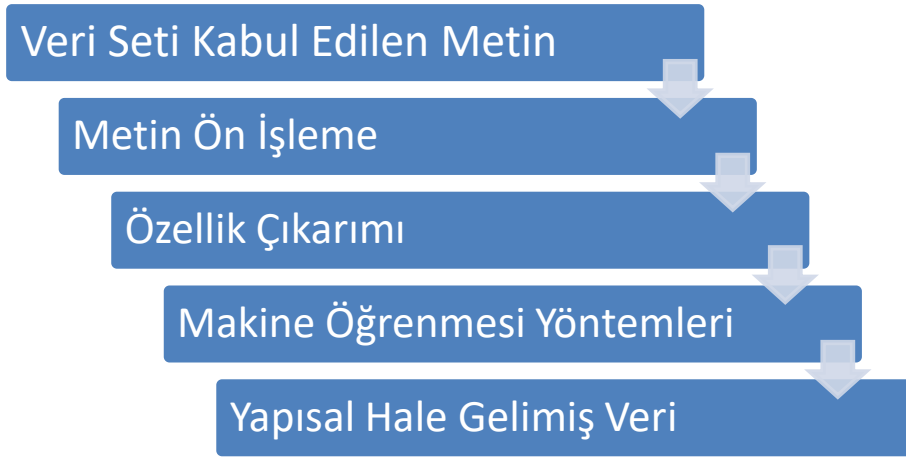 Veri Seti Kabul Edilen Metin
Metin Ön İşleme
Özellik Çıkarımı
Makine Öğrenmesi Yöntemleri
Yapısal Hale Gelimiş Veri